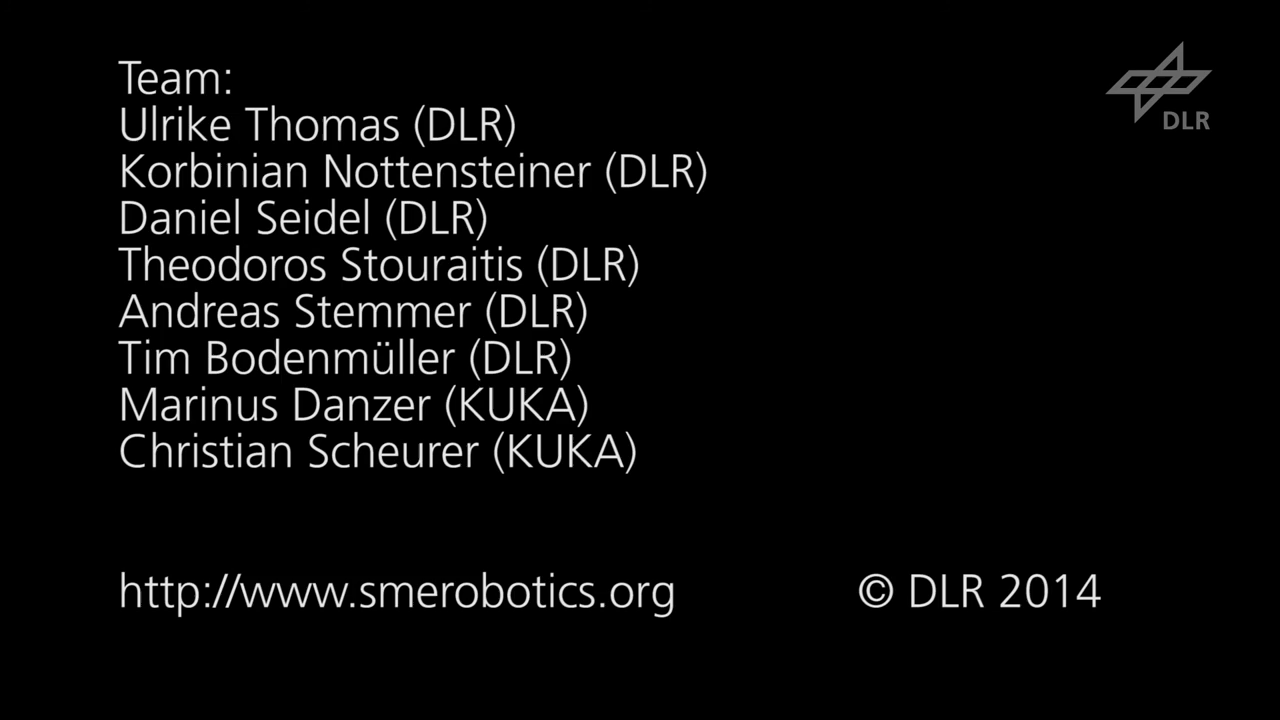 Team:
Ulrike Thomas (DLR)
Korbinian Nottensteiner (DLR)
Daniel Seidel (DLR)
Theodoros Stouraitis (DLR)
Andreas Stemmer (DLR)
Tim Bodenmüller (DLR)
Marinus Danzer (KUKA)
Christian Scheurer (KUKA)
http://www.smerobotics.org
© DLR 2014
DLR